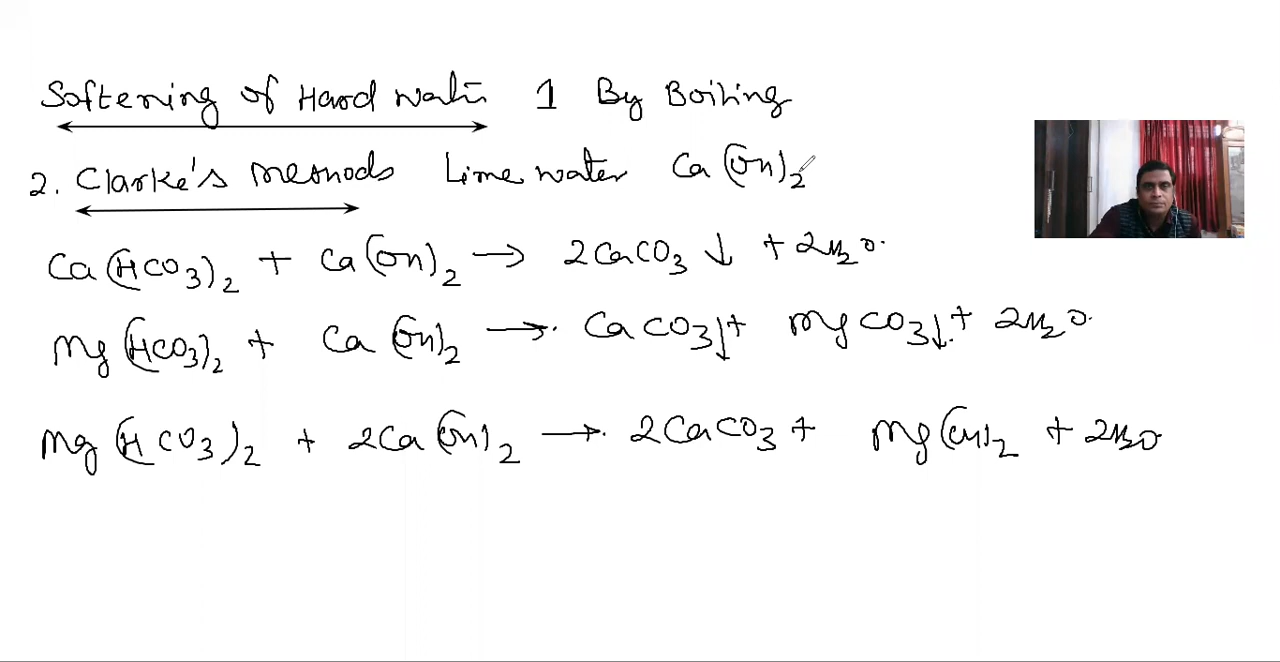 Softening of Hard Water 1 By Boiling
2. Clarke's Methods Lime water Ca(OH)2
Ca(HCO3)2 + Ca(OH)2 → 2CaCO3 ↓ + 2H2O.
Mg(HCO3)2 + Ca(OH)2 → CaCO3↓ + MgCO3↓ + 2H2O.
Mg(HCO3)2 + 2Ca(OH)2 → 2CaCO3 + Mg(OH)2 + 2H2O